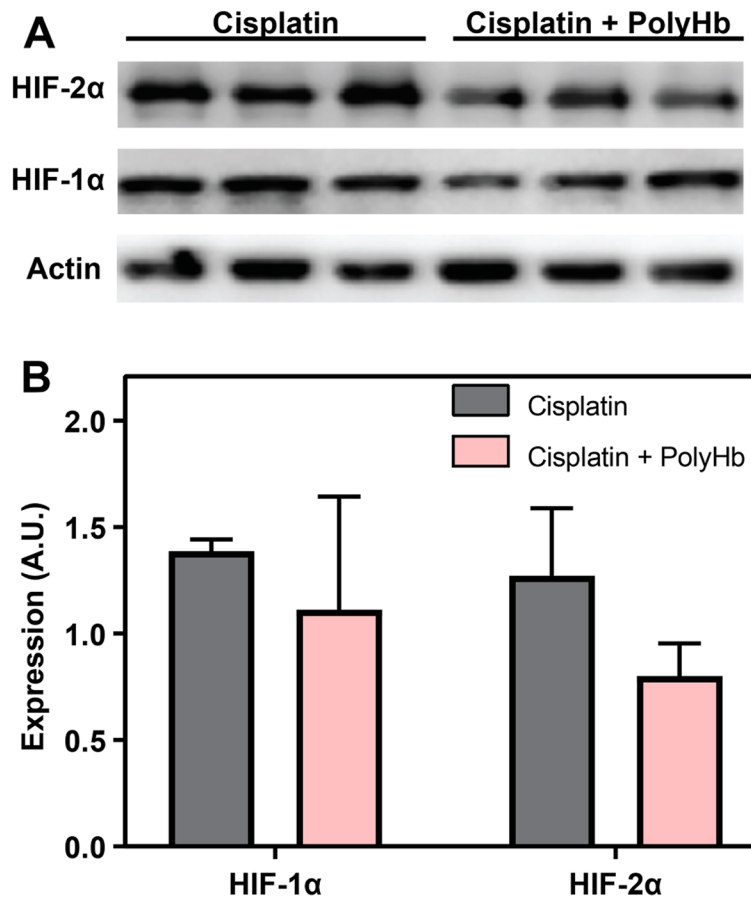 A
Cisplatin
Cisplatin + PolyHb
HIF-2α
HIF-1α
Actin
B
Cisplatin
Cisplatin + PolyHb
2.0
1.5
1.0
0.5
0.0
Expression (A.U.)
HIF-1α
HIF-2α